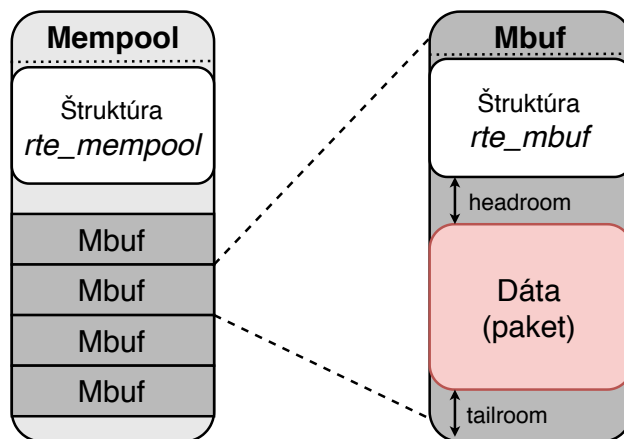 Mempool
Štruktúra
rte_mempool
Mbuf
Mbuf
Mbuf
Mbuf
Mbuf
Štruktúra
rte_mbuf
headroom
Dáta
(paket)
tailroom